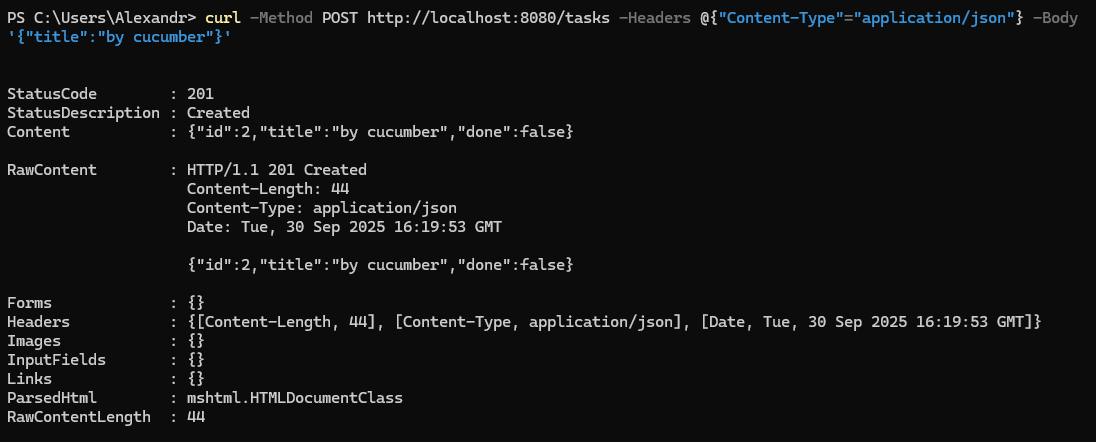 PS C:\Users\Alexandr> curl -Method POST http://localhost:8080/tasks -Headers @{"Content-Type"="application/json"} -Body
'{"title":"by cucumber"}'
StatusCode : 201
StatusDescription : Created
Content : {"id":2,"title":"by cucumber","done":false}
RawContent : HTTP/1.1 201 Created
Content-Length: 44
Content-Type: application/json
Date: Tue, 30 Sep 2025 16:19:53 GMT
{"id":2,"title":"by cucumber","done":false}
Forms : {}
Headers : {[Content-Length, 44], [Content-Type, application/json], [Date, Tue, 30 Sep 2025 16:19:53 GMT]}
Images : {}
InputFields : {}
Links : {}
ParsedHtml : mshtml.HTMLDocumentClass
RawContentLength : 44